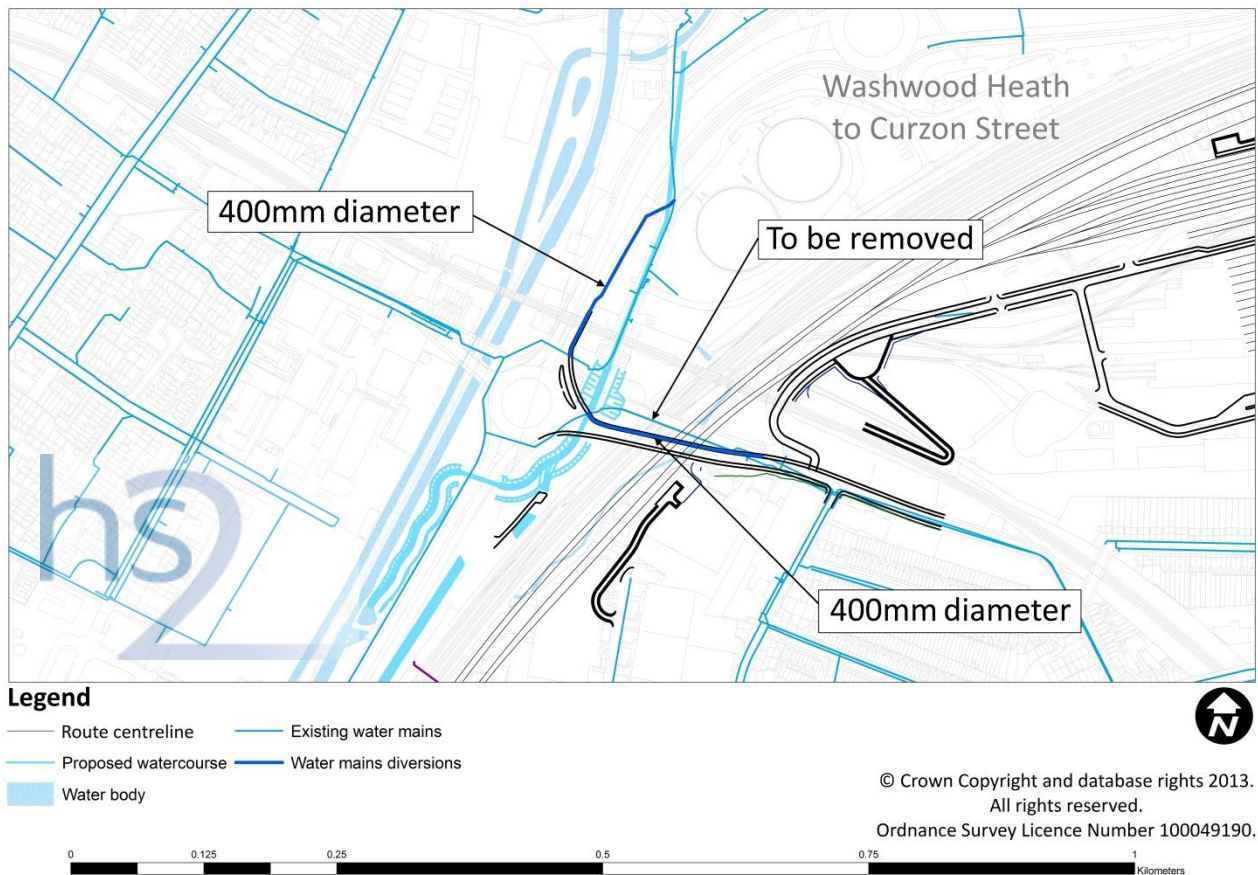 Washwood Heath
to Curzon Street
400mm diameter
To be removed
400mm diameter
hs2
Legend
Route centreline
Existing water mains
Proposed watercourse
Water mains diversions
Water body
N
© Crown Copyright and database rights 2013.
All rights reserved.
Ordnance Survey Licence Number 100049190.
0 0.125 0.25 0.5 0.75 1
Kilometers